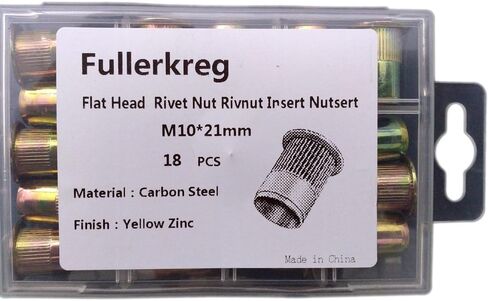 Fullerkreg
Flat Head Rivet Nut Rivnut Insert Nutsert
M10*21mm
18 PCS
Material : Carbon Steel
Finish : Yellow Zinc
Made in China